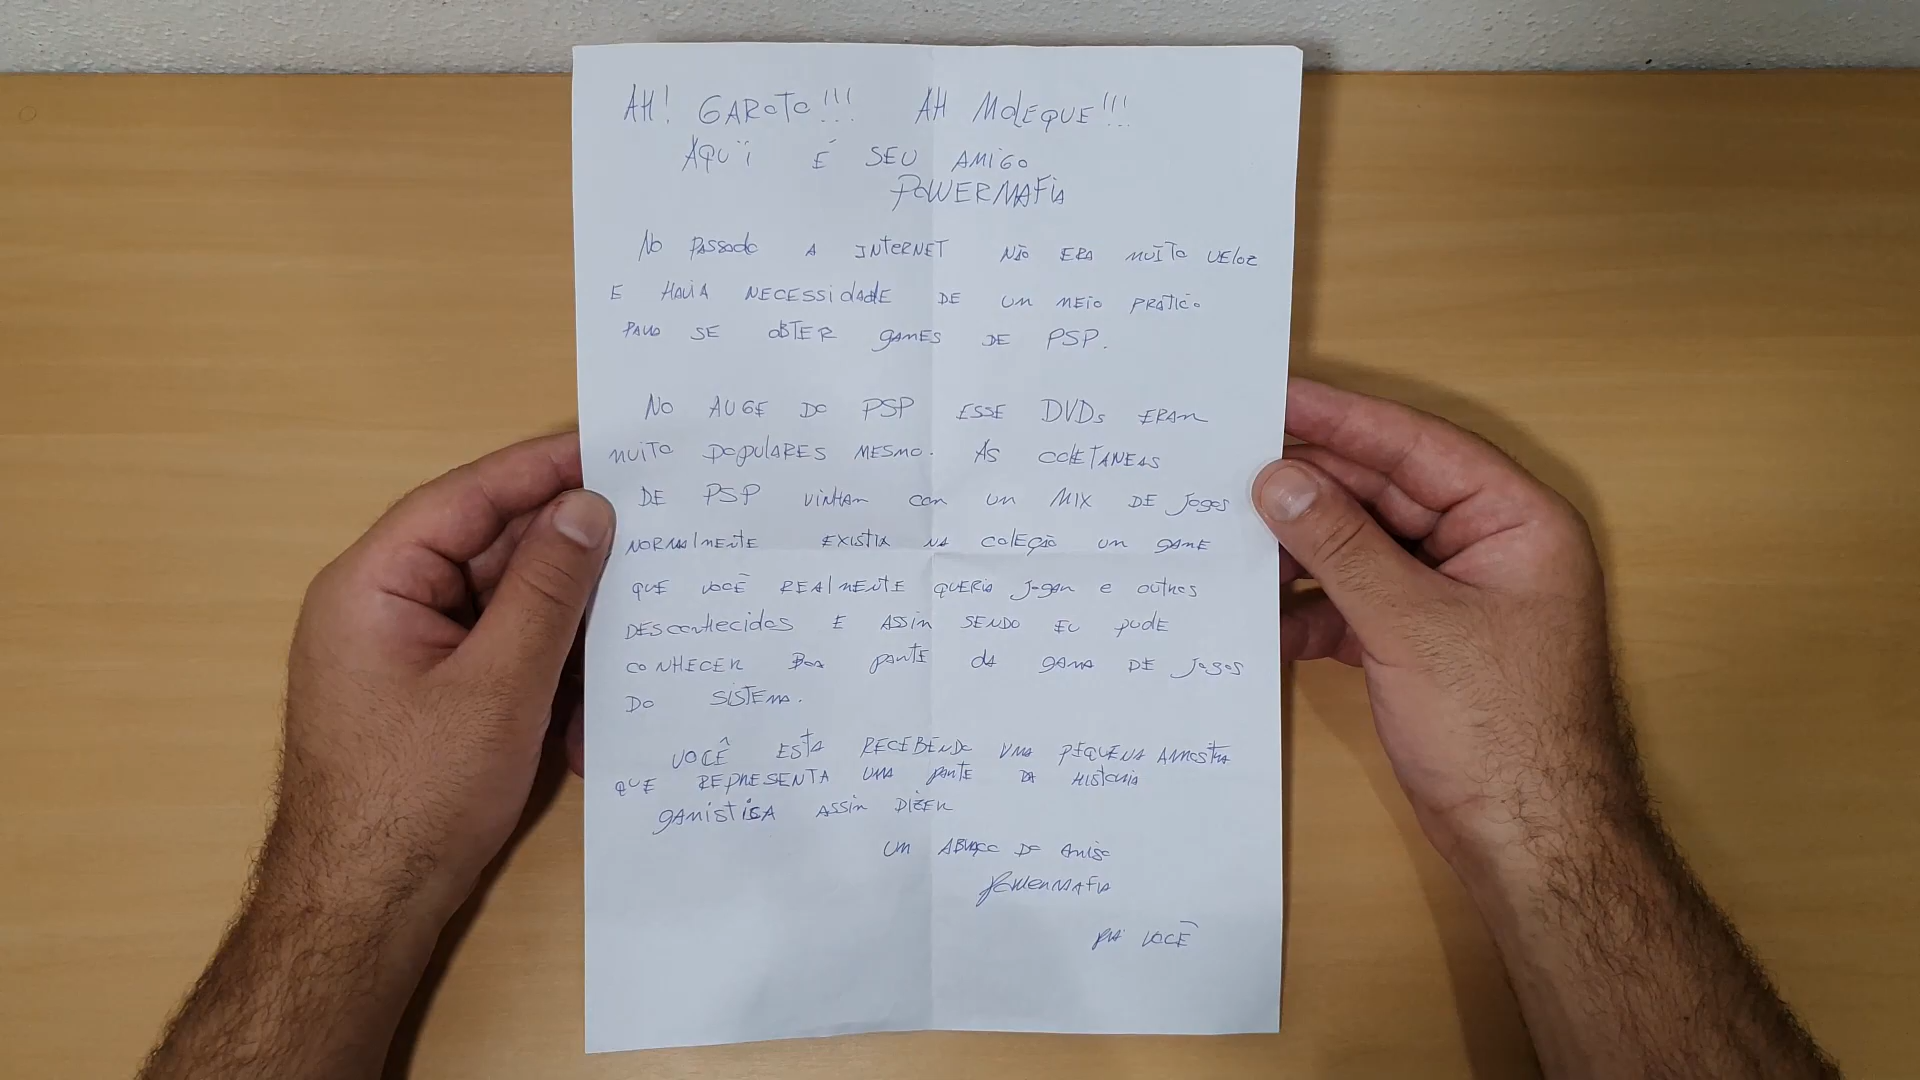 AH! GAROTO!!! AH MOLEQUE!!!
AQUI É SEU AMIGO
POWERMAFIA
NO PASSADO A INTERNET NÃO ERA MUITO VELOZ
E HAVIA NECESSIDADE DE UM MEIO PRATICO
PARA SE OBTER GAMES DE PSP.
NO AUGE DO PSP ESSE DVDs ERAM
MUITO POPULARES MESMO. AS COLETANEAS
DE PSP VINHAM COM UM MIX DE JOGOS
NORMALMENTE EXISTIA NA COLEÇÃO UM GAME
QUE VOCÊ REALMENTE QUERIA JOGAR E OUTROS
DESCONHECIDOS E ASSIM SENDO EU PUDE
CONHECER BOA PARTE DA GAMA DE JOGOS
DO SISTEMA.
VOCÊ ESTA RECEBENDO UMA PEQUENA AMOSTRA
QUE REPRESENTA UMA PARTE DA HISTORIA
GAMISTICA ASSIM DIZER
UM ABRAÇO DO AMIGO
POWERMAFIA
PRA VOCÊ